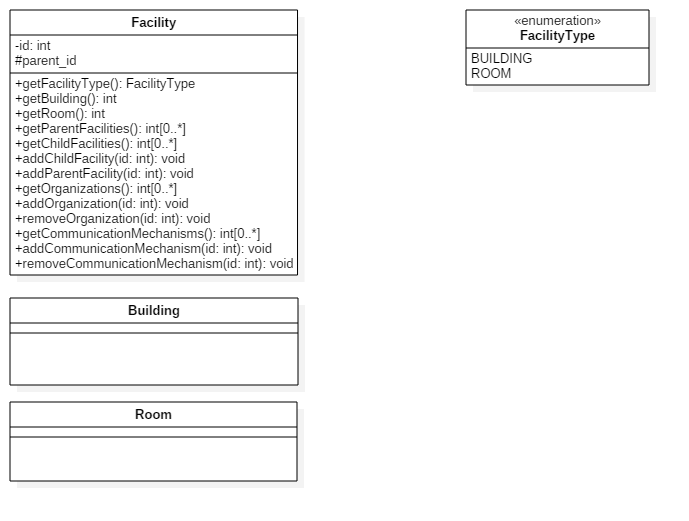 Facility
-id: int
#parent_id
+getFacilityType(): FacilityType
+getBuilding(): int
+getRoom(): int
+getParentFacilities(): int[0..*]
+getChildFacilities(): int[0..*]
+addChildFacility(id: int): void
+addParentFacility(id: int): void
+getOrganizations(): int[0..*]
+addOrganization(id: int): void
+removeOrganization(id: int): void
+getCommunicationMechanisms(): int[0..*]
+addCommunicationMechanism(id: int): void
+removeCommunicationMechanism(id: int): void
«enumeration»
FacilityType
BUILDING
ROOM
Building
Room